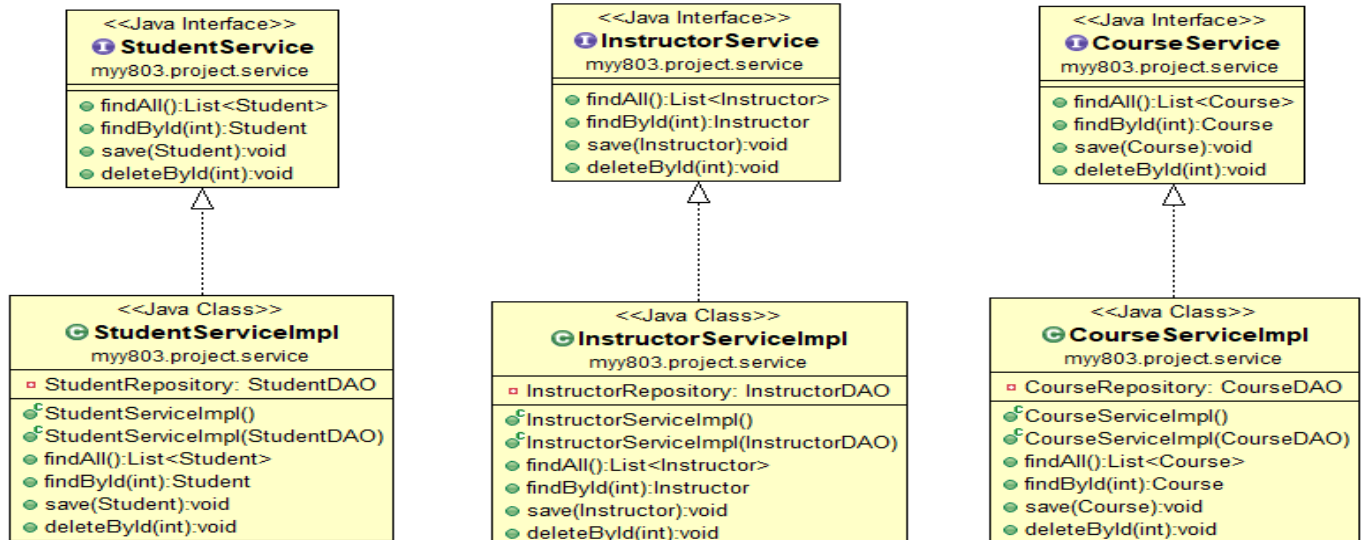 <<Java Interface>>
StudentService
myy803.project.service
findAll():List<Student>
findById(int):Student
save(Student):void
deleteById(int):void
<<Java Interface>>
InstructorService
myy803.project.service
findAll():List<Instructor>
findById(int):Instructor
save(Instructor):void
deleteById(int):void
<<Java Interface>>
CourseService
myy803.project.service
findAll():List<Course>
findById(int):Course
save(Course):void
deleteById(int):void
<<Java Class>>
StudentServiceImpl
myy803.project.service
StudentRepository: StudentDAO
StudentServiceImpl()
StudentServiceImpl(StudentDAO)
findAll():List<Student>
findById(int):Student
save(Student):void
deleteById(int):void
<<Java Class>>
InstructorServiceImpl
myy803.project.service
InstructorRepository: InstructorDAO
InstructorServiceImpl()
InstructorServiceImpl(InstructorDAO)
findAll():List<Instructor>
findById(int):Instructor
save(Instructor):void
deleteById(int):void
<<Java Class>>
CourseServiceImpl
myy803.project.service
CourseRepository: CourseDAO
CourseServiceImpl()
CourseServiceImpl(CourseDAO)
findAll():List<Course>
findById(int):Course
save(Course):void
deleteById(int):void